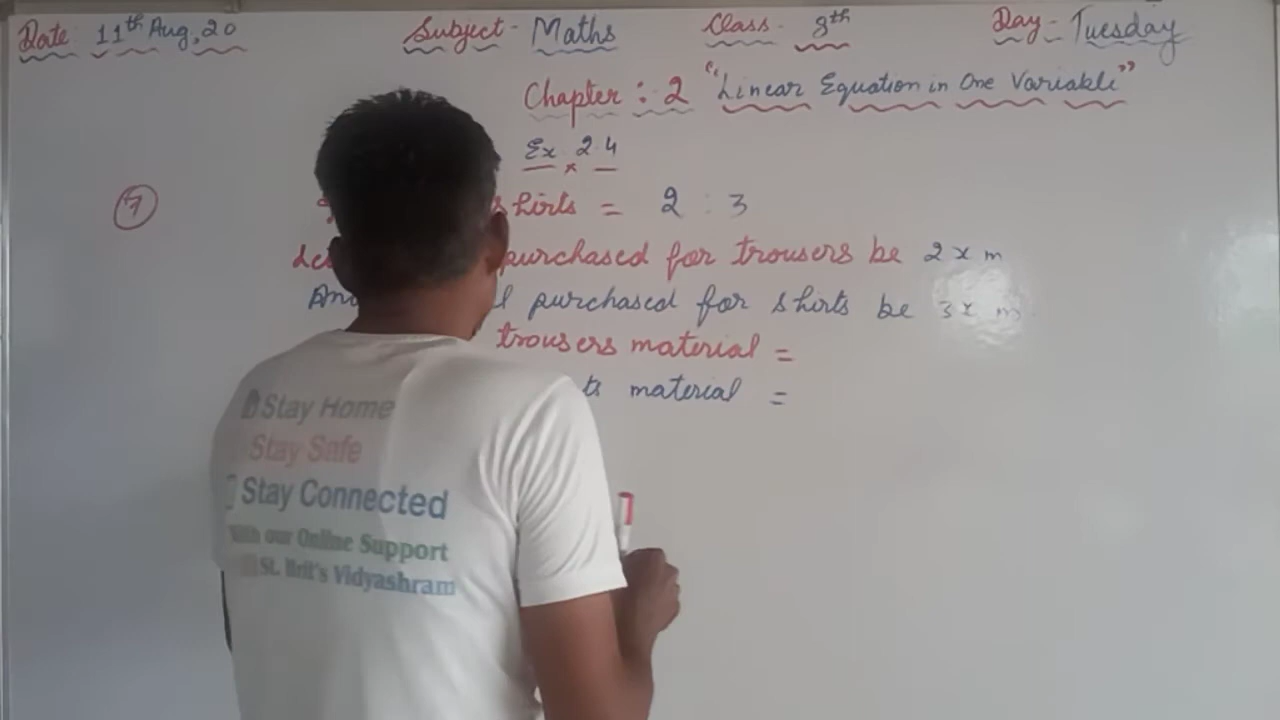 Date: 11th Aug, 20 Subject - Maths Class - 8th Day - Tuesday
Chapter : 2 "Linear Equation in One Variable"
Ex 2.4
7
shirts = 2 : 3
purchased for trousers be 2x m
purchased for shirts be 3x m
trousers material =
material =
Stay Home
Stay Safe
Stay Connected
With our Online Support
St. Brit's Vidyashram